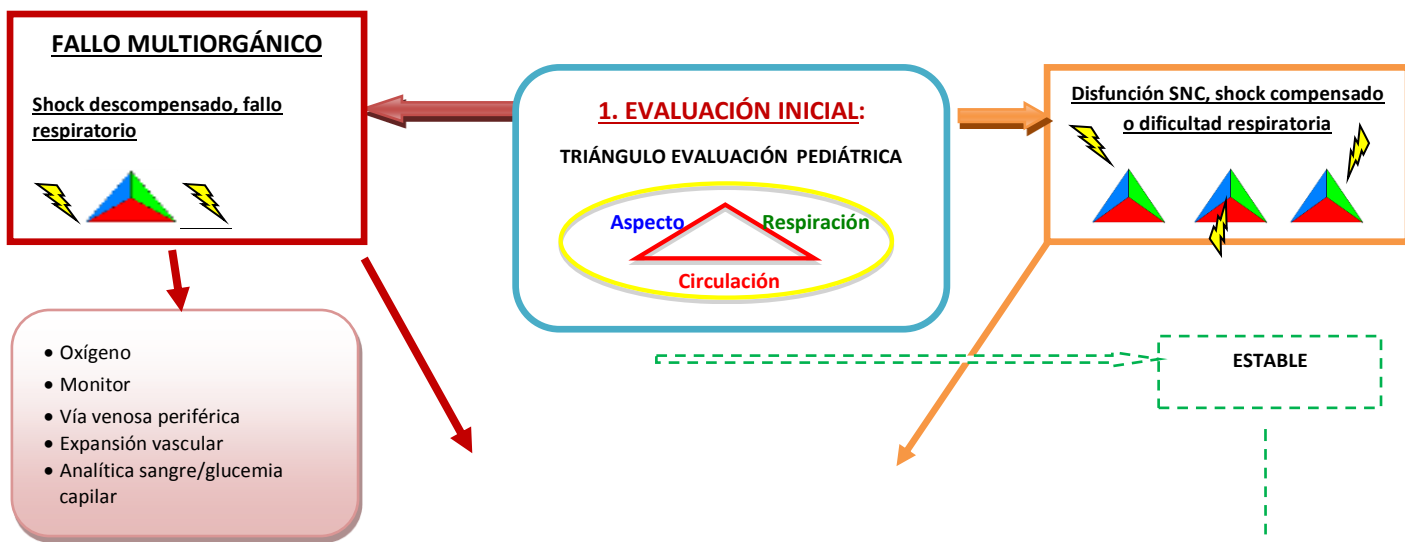 FALLO MULTIORGÁNICO
Shock descompensado, fallo
respiratorio
1. EVALUACIÓN INICIAL:
TRIÁNGULO EVALUACIÓN PEDIÁTRICA
Aspecto
Respiración
Circulación
Disfunción SNC, shock compensado
o dificultad respiratoria
• Oxígeno
• Monitor
• Vía venosa periférica
• Expansión vascular
• Analítica sangre/glucemia
capilar
ESTABLE